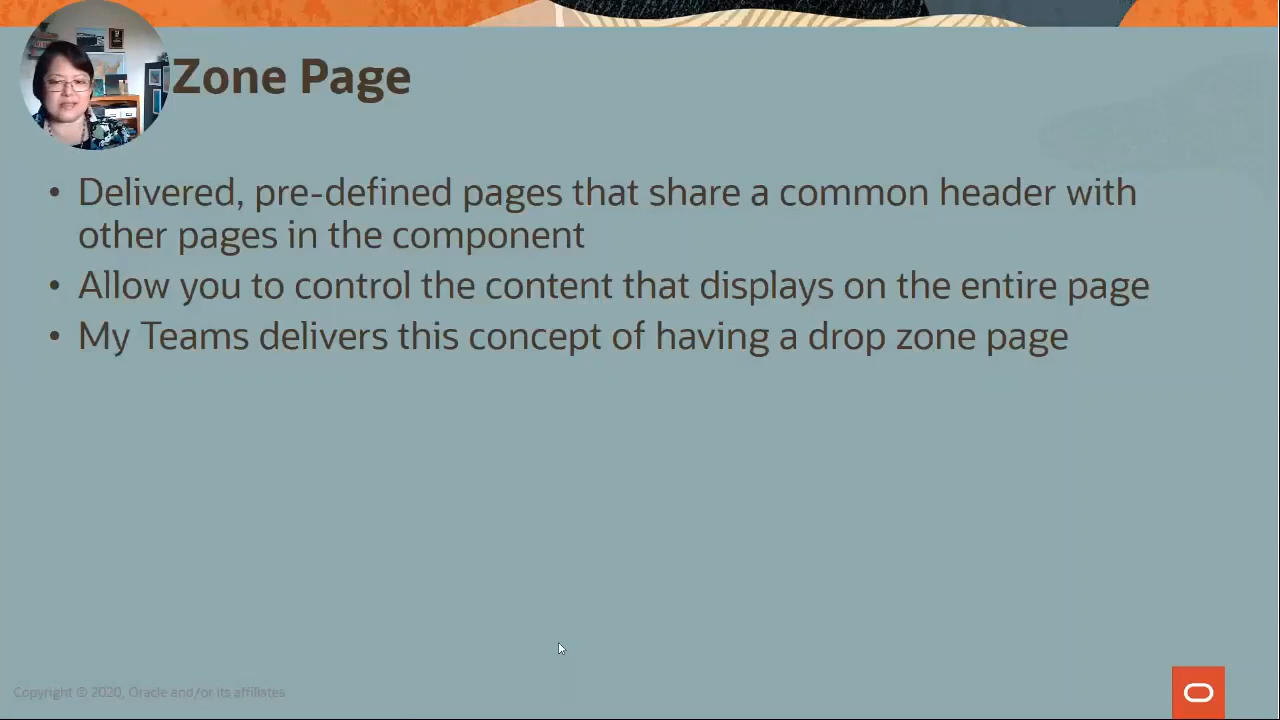 Zone Page
• Delivered, pre-defined pages that share a common header with
other pages in the component
• Allow you to control the content that displays on the entire page
• My Teams delivers this concept of having a drop zone page
Copyright © 2020, Oracle and/or its affiliates